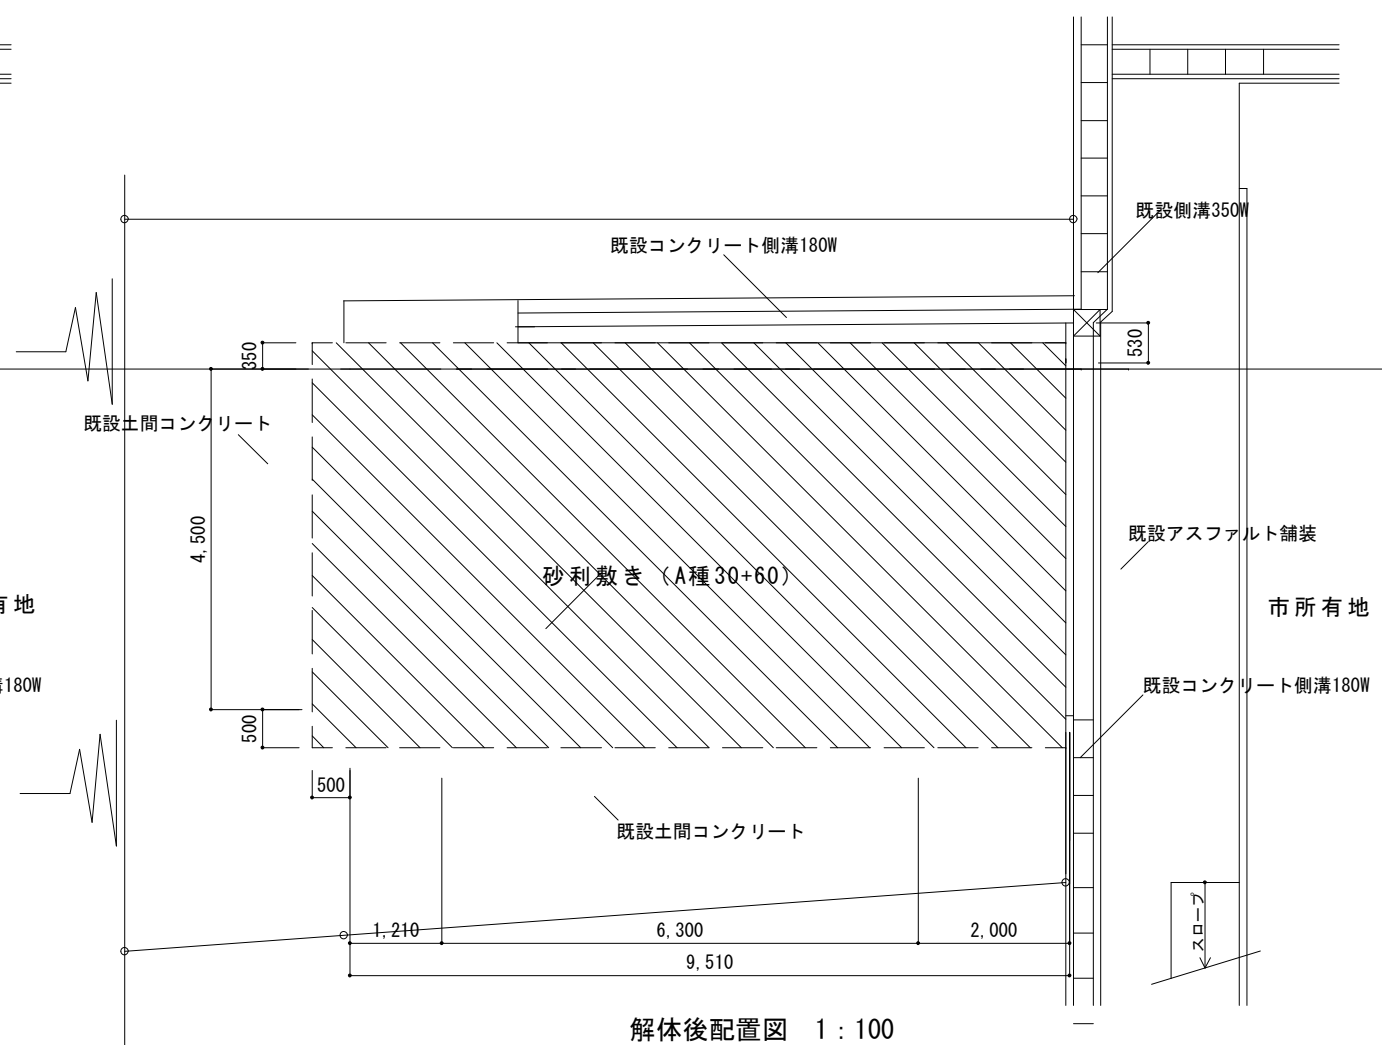 既設側溝350W
既設コンクリート側溝180W
350
530
既設土間コンクリート
4,500
既設アスファルト舗装
砂利敷き（A種30+60）
有地
市所有地
溝180W
既設コンクリート側溝180W
500
500
既設土間コンクリート
スロープ
1,210
6,300
2,000
9,510
解体後配置図 1：100